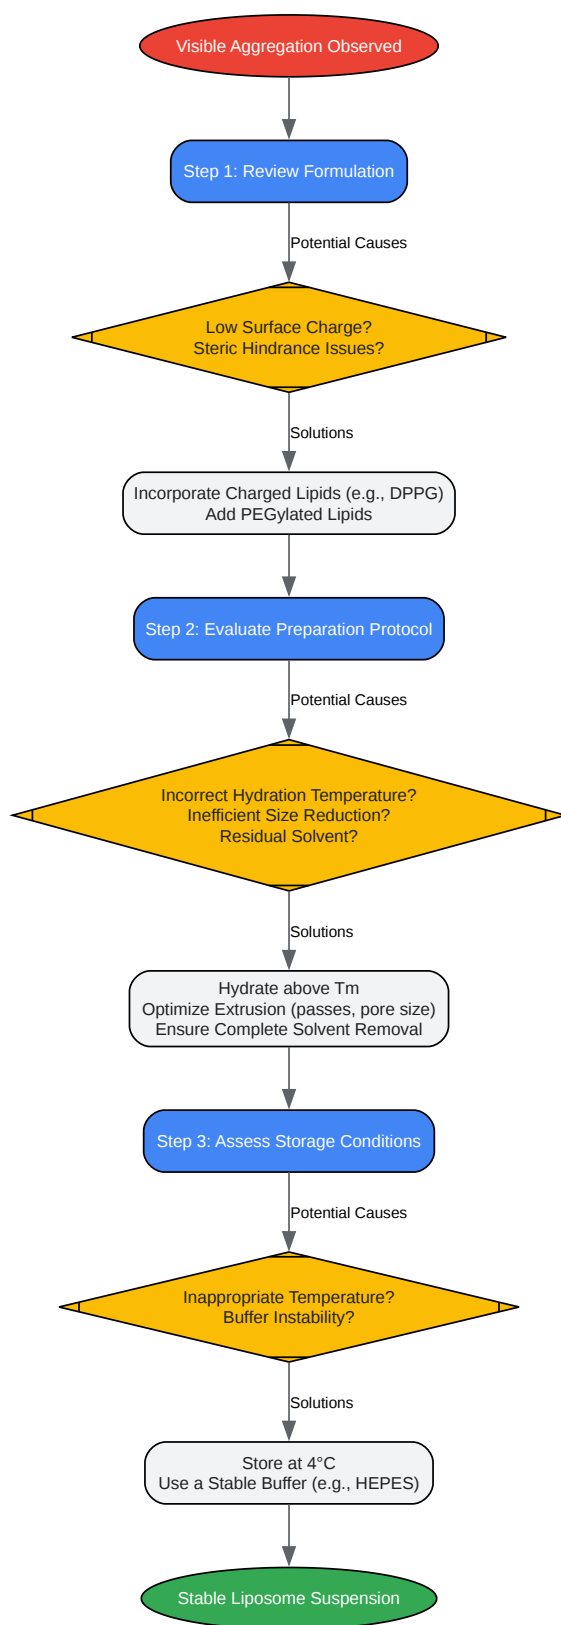 Visible Aggregation Observed
Step 1: Review Formulation
Potential Causes
Low Surface Charge?
Steric Hindrance Issues?
Solutions
Incorporate Charged Lipids (e.g., DPPG)
Add PEGylated Lipids
Step 2: Evaluate Preparation Protocol
Potential Causes
Incorrect Hydration Temperature?
Inefficient Size Reduction?
Residual Solvent?
Solutions
Hydrate above Tm
Optimize Extrusion (passes, pore size)
Ensure Complete Solvent Removal
Step 3: Assess Storage Conditions
Potential Causes
Inappropriate Temperature?
Buffer Instability?
Solutions
Store at 4°C
Use a Stable Buffer (e.g., HEPES)
Stable Liposome Suspension